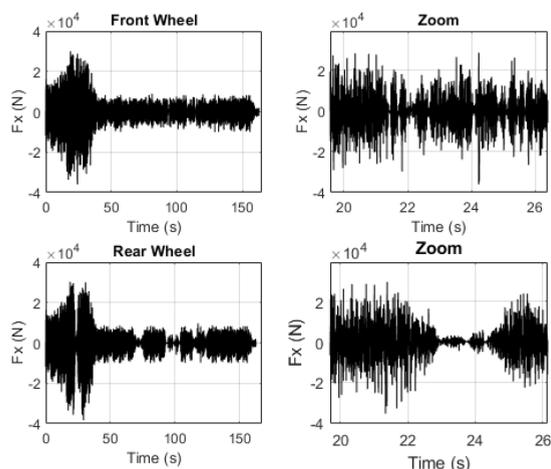 Front Wheel
×10⁴
4
2
0
-2
-4
Fx (N)
0 50 100 150
Time (s)
Zoom
×10⁴
2
0
-2
-4
Fx (N)
20 22 24 26
Time (s)
Rear Wheel
×10⁴
4
2
0
-2
-4
Fx (N)
0 50 100 150
Time (s)
Zoom
×10⁴
2
0
-2
-4
Fx (N)
20 22 24 26
Time (s)